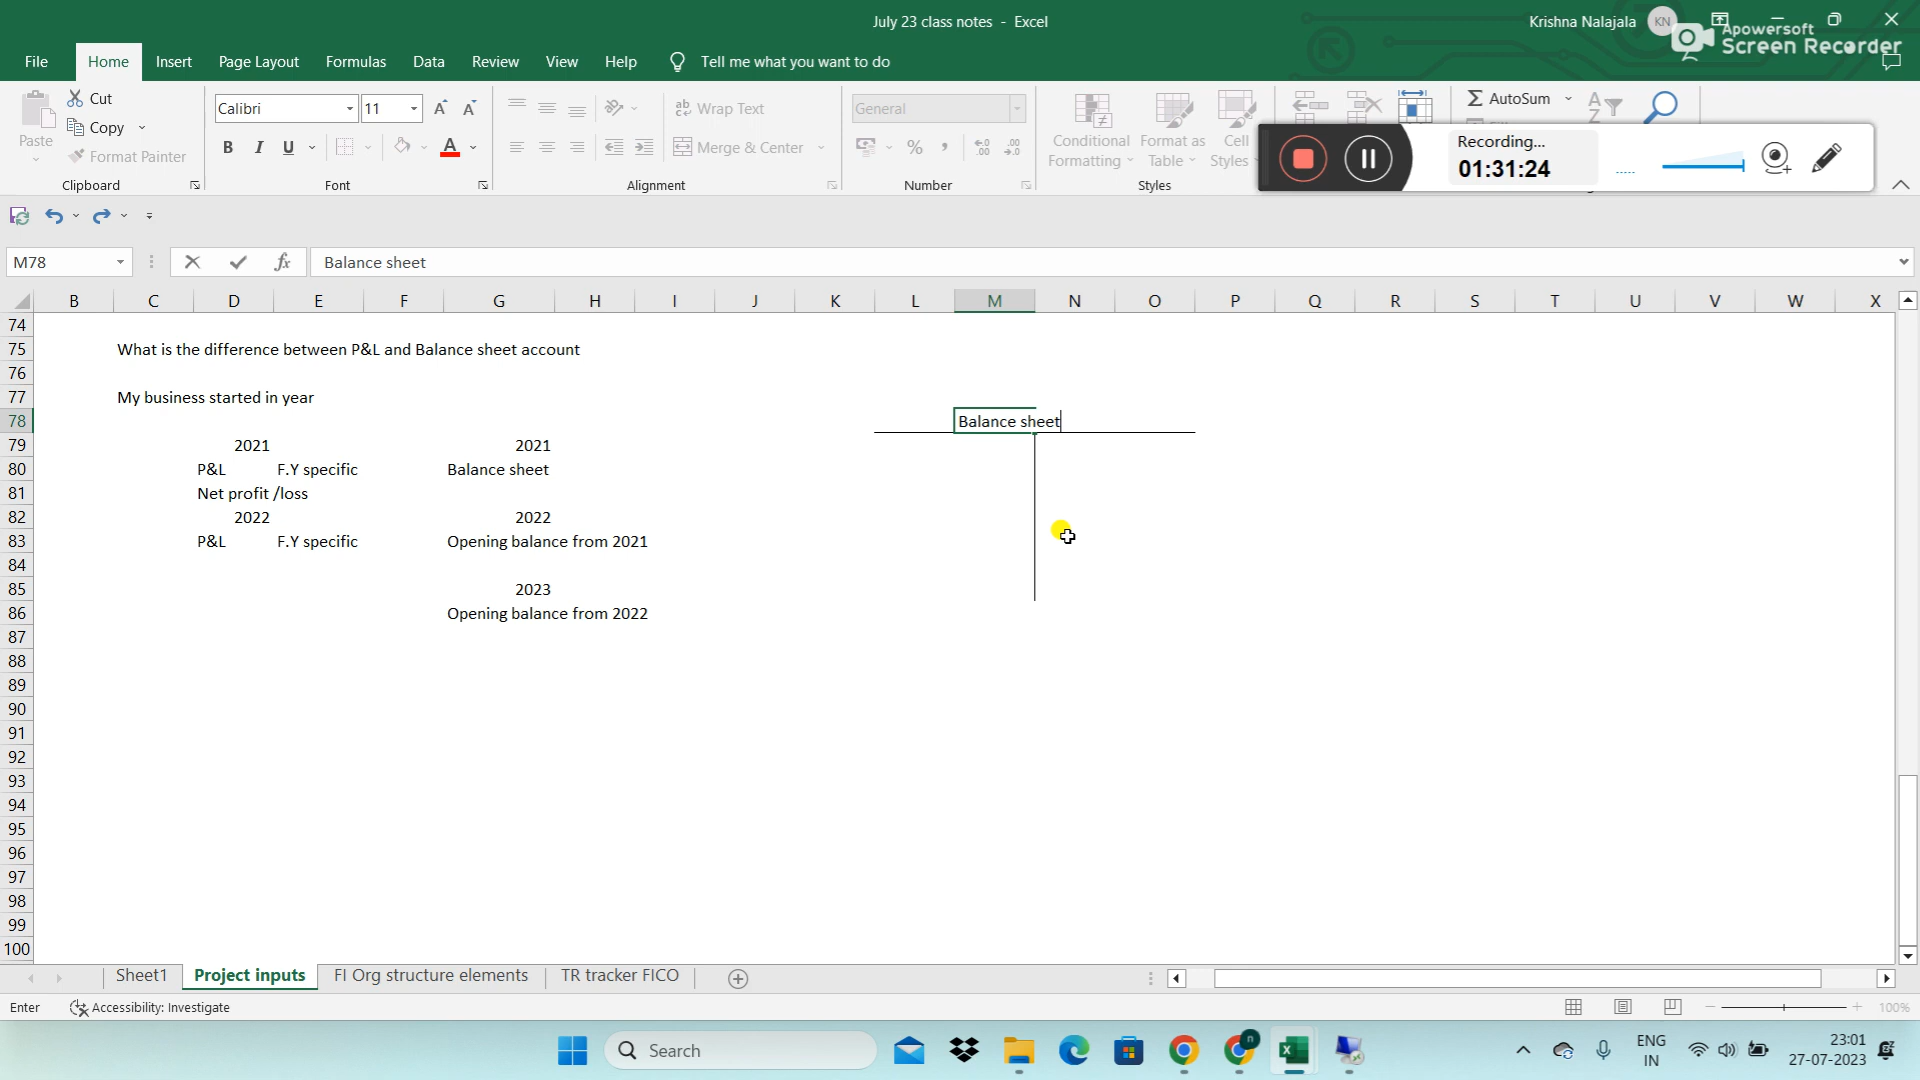 July 23 class notes - Excel
Krishna Nalajala KN
Apowersoft
Screen Recorder
File Home Insert Page Layout Formulas Data Review View Help Tell me what you want to do
Paste
Cut
Copy
Format Painter
Calibri 11
B I U A
Wrap Text
Merge & Center
General
% ,
Conditional
Formatting
Format as
Table
Cell
Styles
AutoSum
Recording...
01:31:24
Clipboard Font Alignment Number Styles
M78 fx Balance sheet
B C D E F G H I J K L M N O P Q R S T U V W X
74
75 What is the difference between P&L and Balance sheet account
76
77 My business started in year
78 Balance sheet
79 2021 2021
80 P&L F.Y specific Balance sheet
81 Net profit /loss
82 2022 2022
83 P&L F.Y specific Opening balance from 2021
84
85 2023
86 Opening balance from 2022
87
88
89
90
91
92
93
94
95
96
97
98
99
100
Sheet1 Project inputs FI Org structure elements TR tracker FICO
Enter Accessibility: Investigate 100%
Search
ENG
IN
23:01
27-07-2023